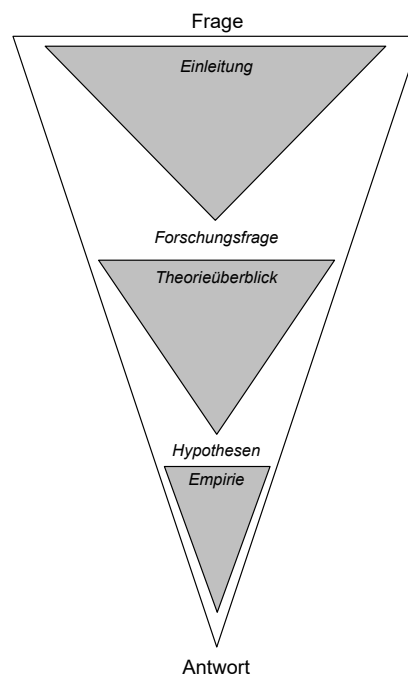 Frage
Einleitung
Forschungsfrage
Theorieüberblick
Hypothesen
Empirie
Antwort